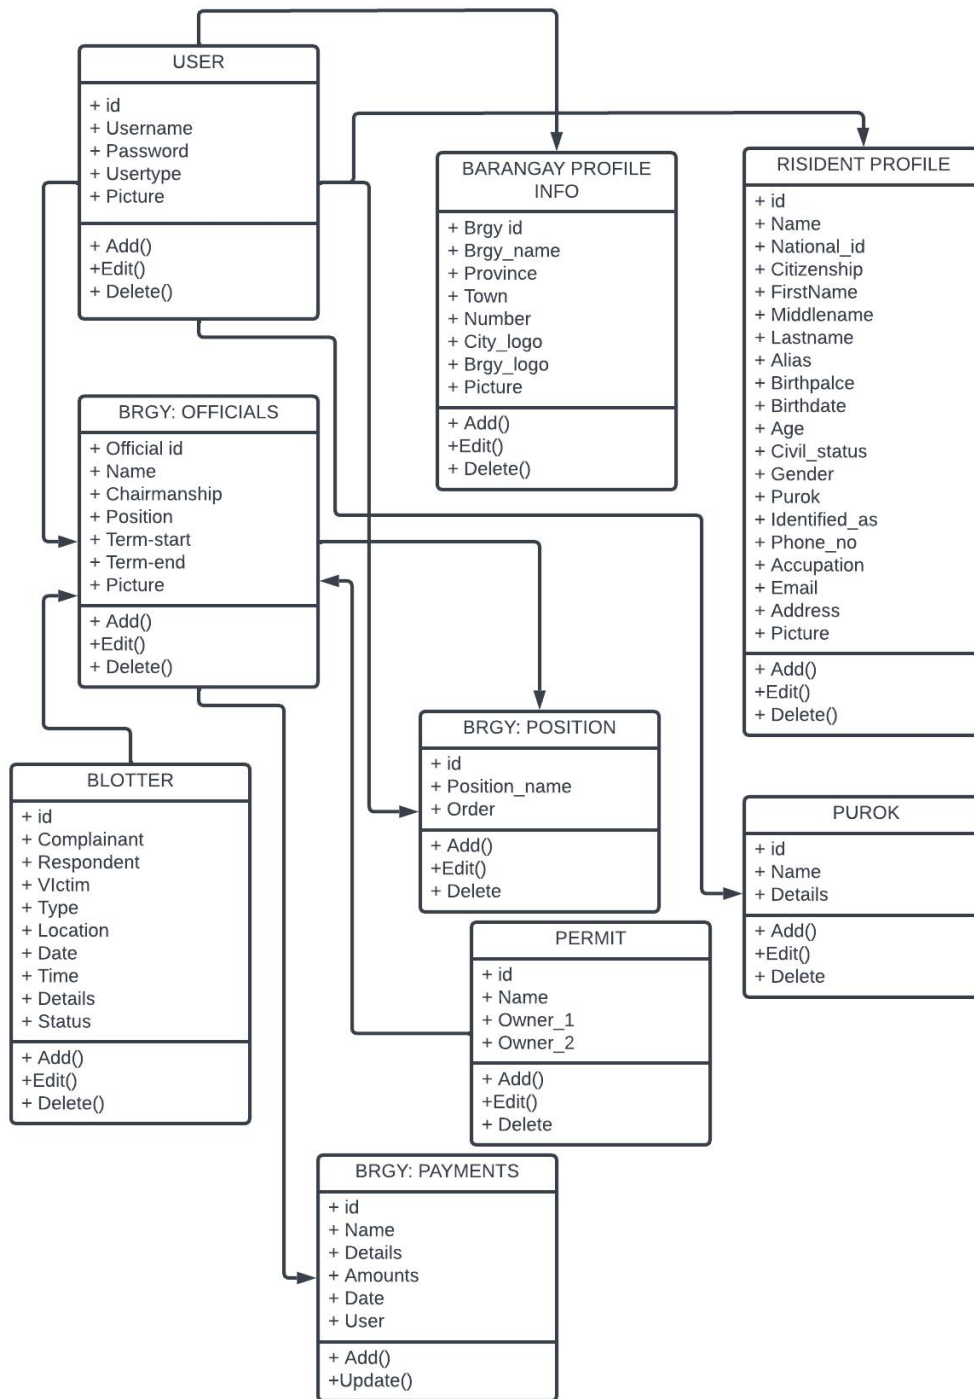 USER
+ id
+ Username
+ Password
+ Usertype
+ Picture
+ Add()
+Edit()
+ Delete()
BARANGAY PROFILE
INFO
+ Brgy id
+ Brgy_name
+ Province
+ Town
+ Number
+ City_logo
+ Brgy_logo
+ Picture
+ Add()
+Edit()
+ Delete()
RISIDENT PROFILE
+ id
+ Name
+ National_id
+ Citizenship
+ FirstName
+ Middlename
+ Lastname
+ Alias
+ Birthpalce
+ Birthdate
+ Age
+ Civil_status
+ Gender
+ Purok
+ Identified_as
+ Phone_no
+ Accupation
+ Email
+ Address
+ Picture
+ Add()
+Edit()
+ Delete()
BRGY: OFFICIALS
+ Official id
+ Name
+ Chairmanship
+ Position
+ Term-start
+ Term-end
+ Picture
+ Add()
+Edit()
+ Delete()
BRGY: POSITION
+ id
+ Position_name
+ Order
+ Add()
+Edit()
+ Delete
BLOTTER
+ id
+ Complainant
+ Respondent
+ VIctim
+ Type
+ Location
+ Date
+ Time
+ Details
+ Status
+ Add()
+Edit()
+ Delete()
PUROK
+ id
+ Name
+ Details
+ Add()
+Edit()
+ Delete
PERMIT
+ id
+ Name
+ Owner_1
+ Owner_2
+ Add()
+Edit()
+ Delete
BRGY: PAYMENTS
+ id
+ Name
+ Details
+ Amounts
+ Date
+ User
+ Add()
+Update()